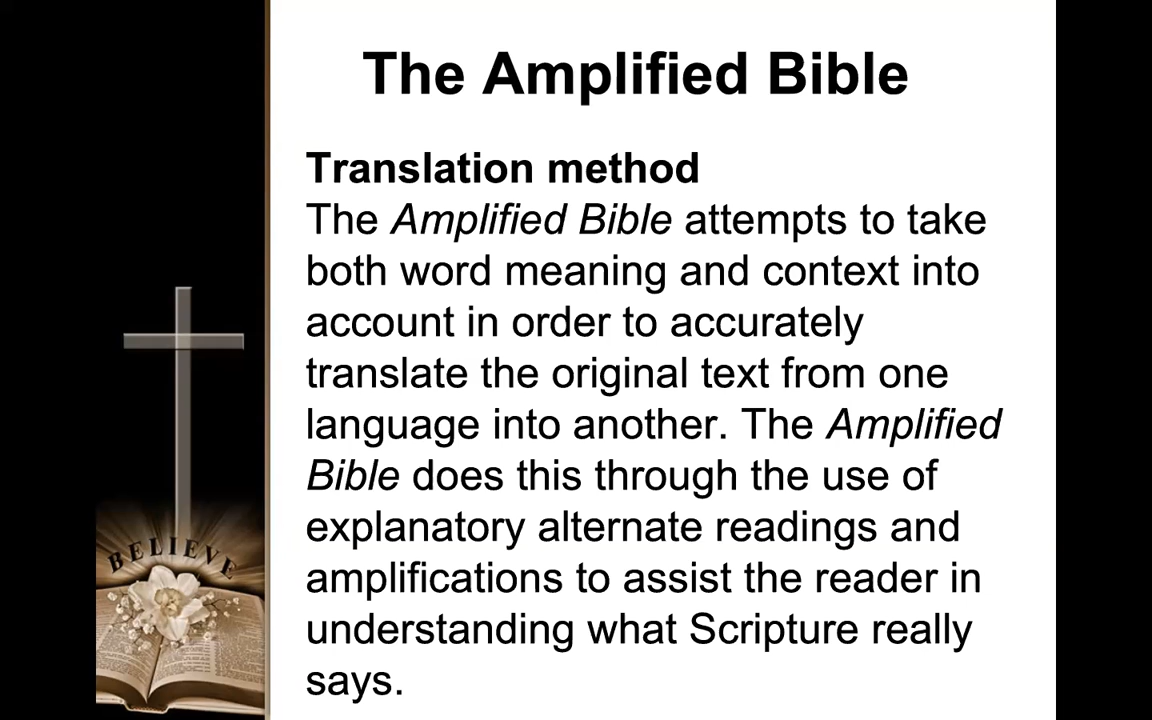 The Amplified Bible
Translation method
The Amplified Bible attempts to take
both word meaning and context into
account in order to accurately
translate the original text from one
language into another. The Amplified
Bible does this through the use of
explanatory alternate readings and
amplifications to assist the reader in
understanding what Scripture really
says.
BELIEVE